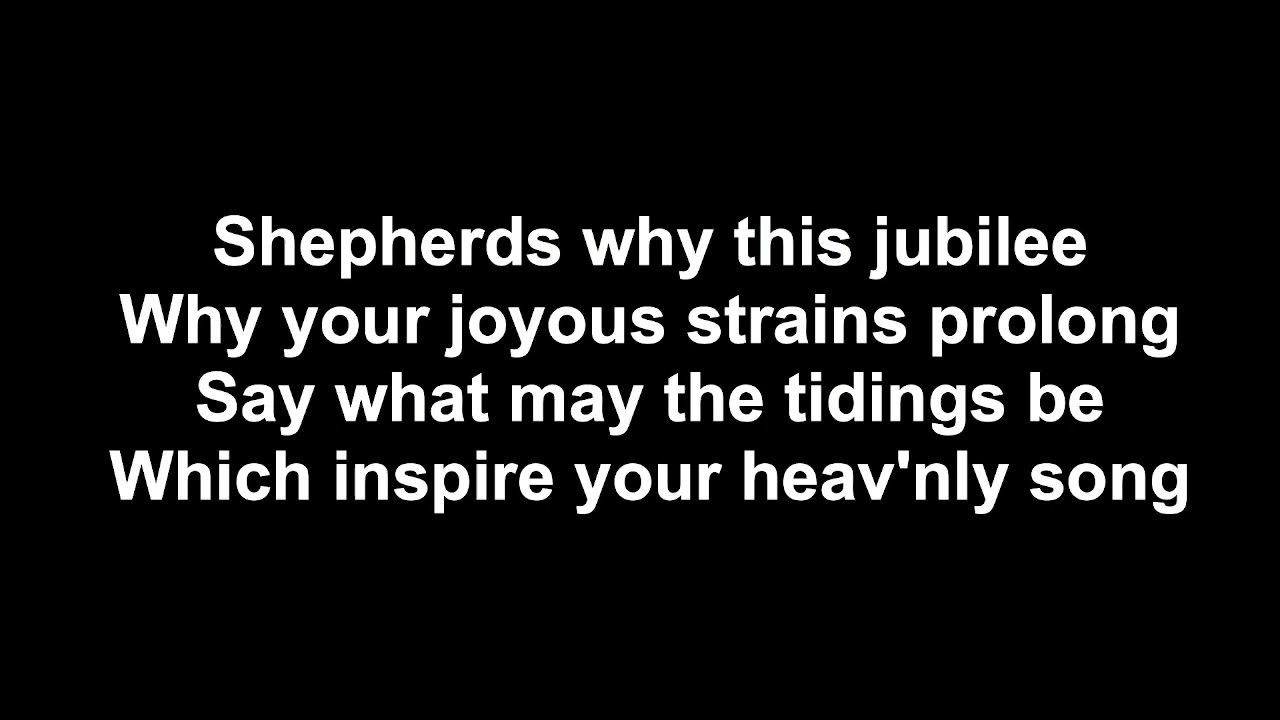 Shepherds why this jubilee
Why your joyous strains prolong
Say what may the tidings be
Which inspire your heav'nly song